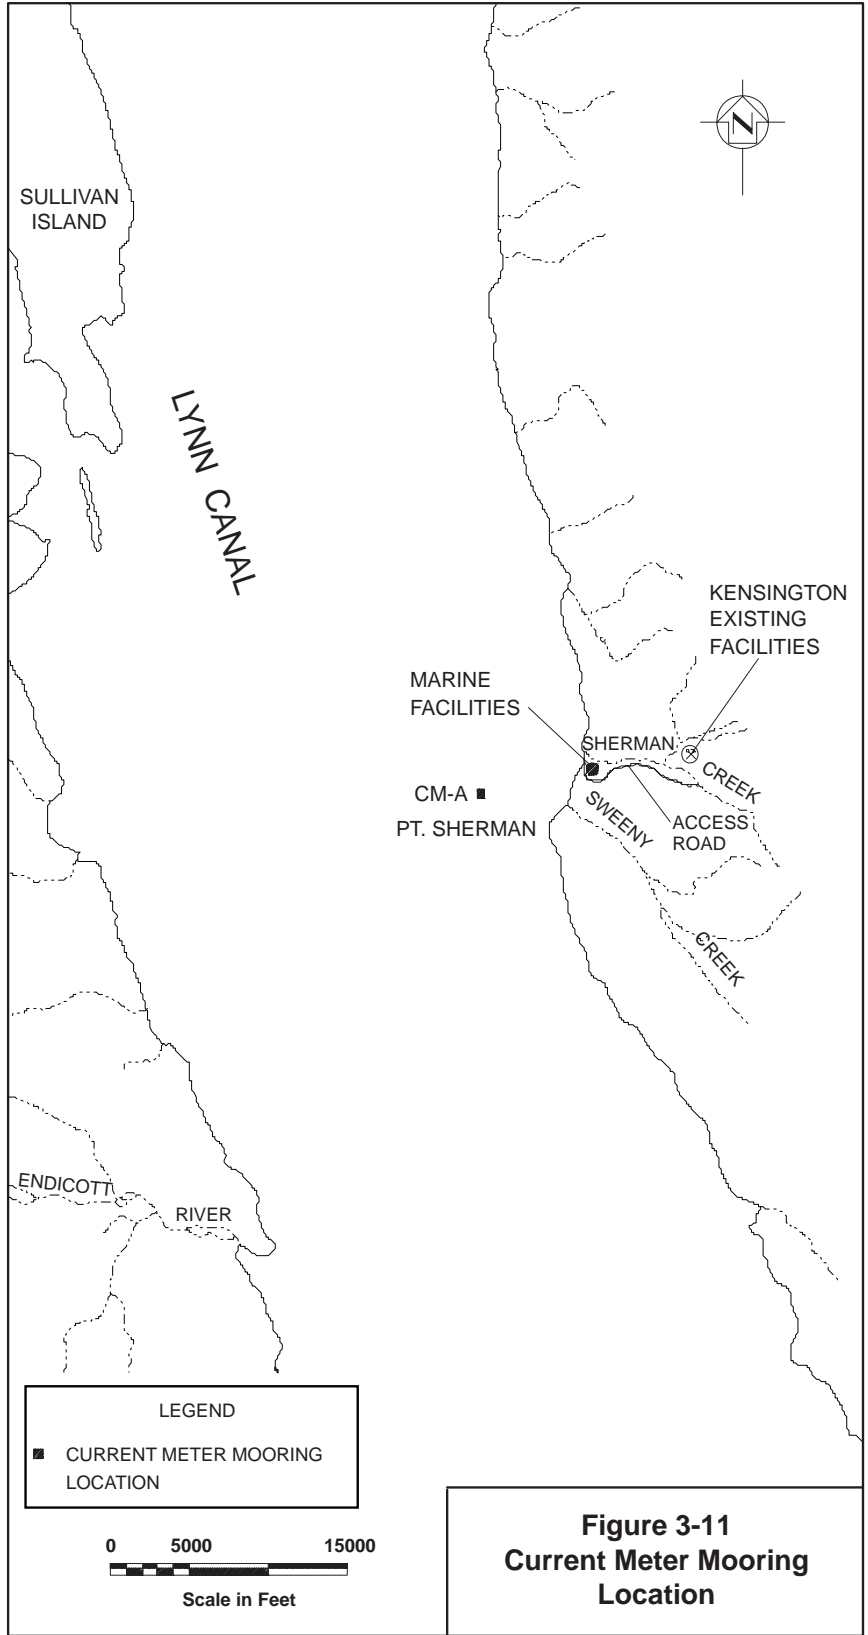 N
SULLIVAN
ISLAND
LYNN CANAL
KENSINGTON
EXISTING
FACILITIES
MARINE
FACILITIES
SHERMAN
CREEK
CM-A
PT. SHERMAN
SWEENY
CREEK
ACCESS
ROAD
ENDICOTT
RIVER
LEGEND
CURRENT METER MOORING
LOCATION
0 5000 15000
Scale in Feet
Figure 3-11
Current Meter Mooring
Location